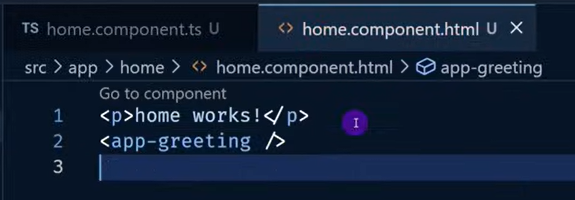 TS home.component.ts U <> home.component.html U ×
src > app > home > <> home.component.html > app-greeting
Go to component
1 <p>home works!</p>
2 <app-greeting />
3